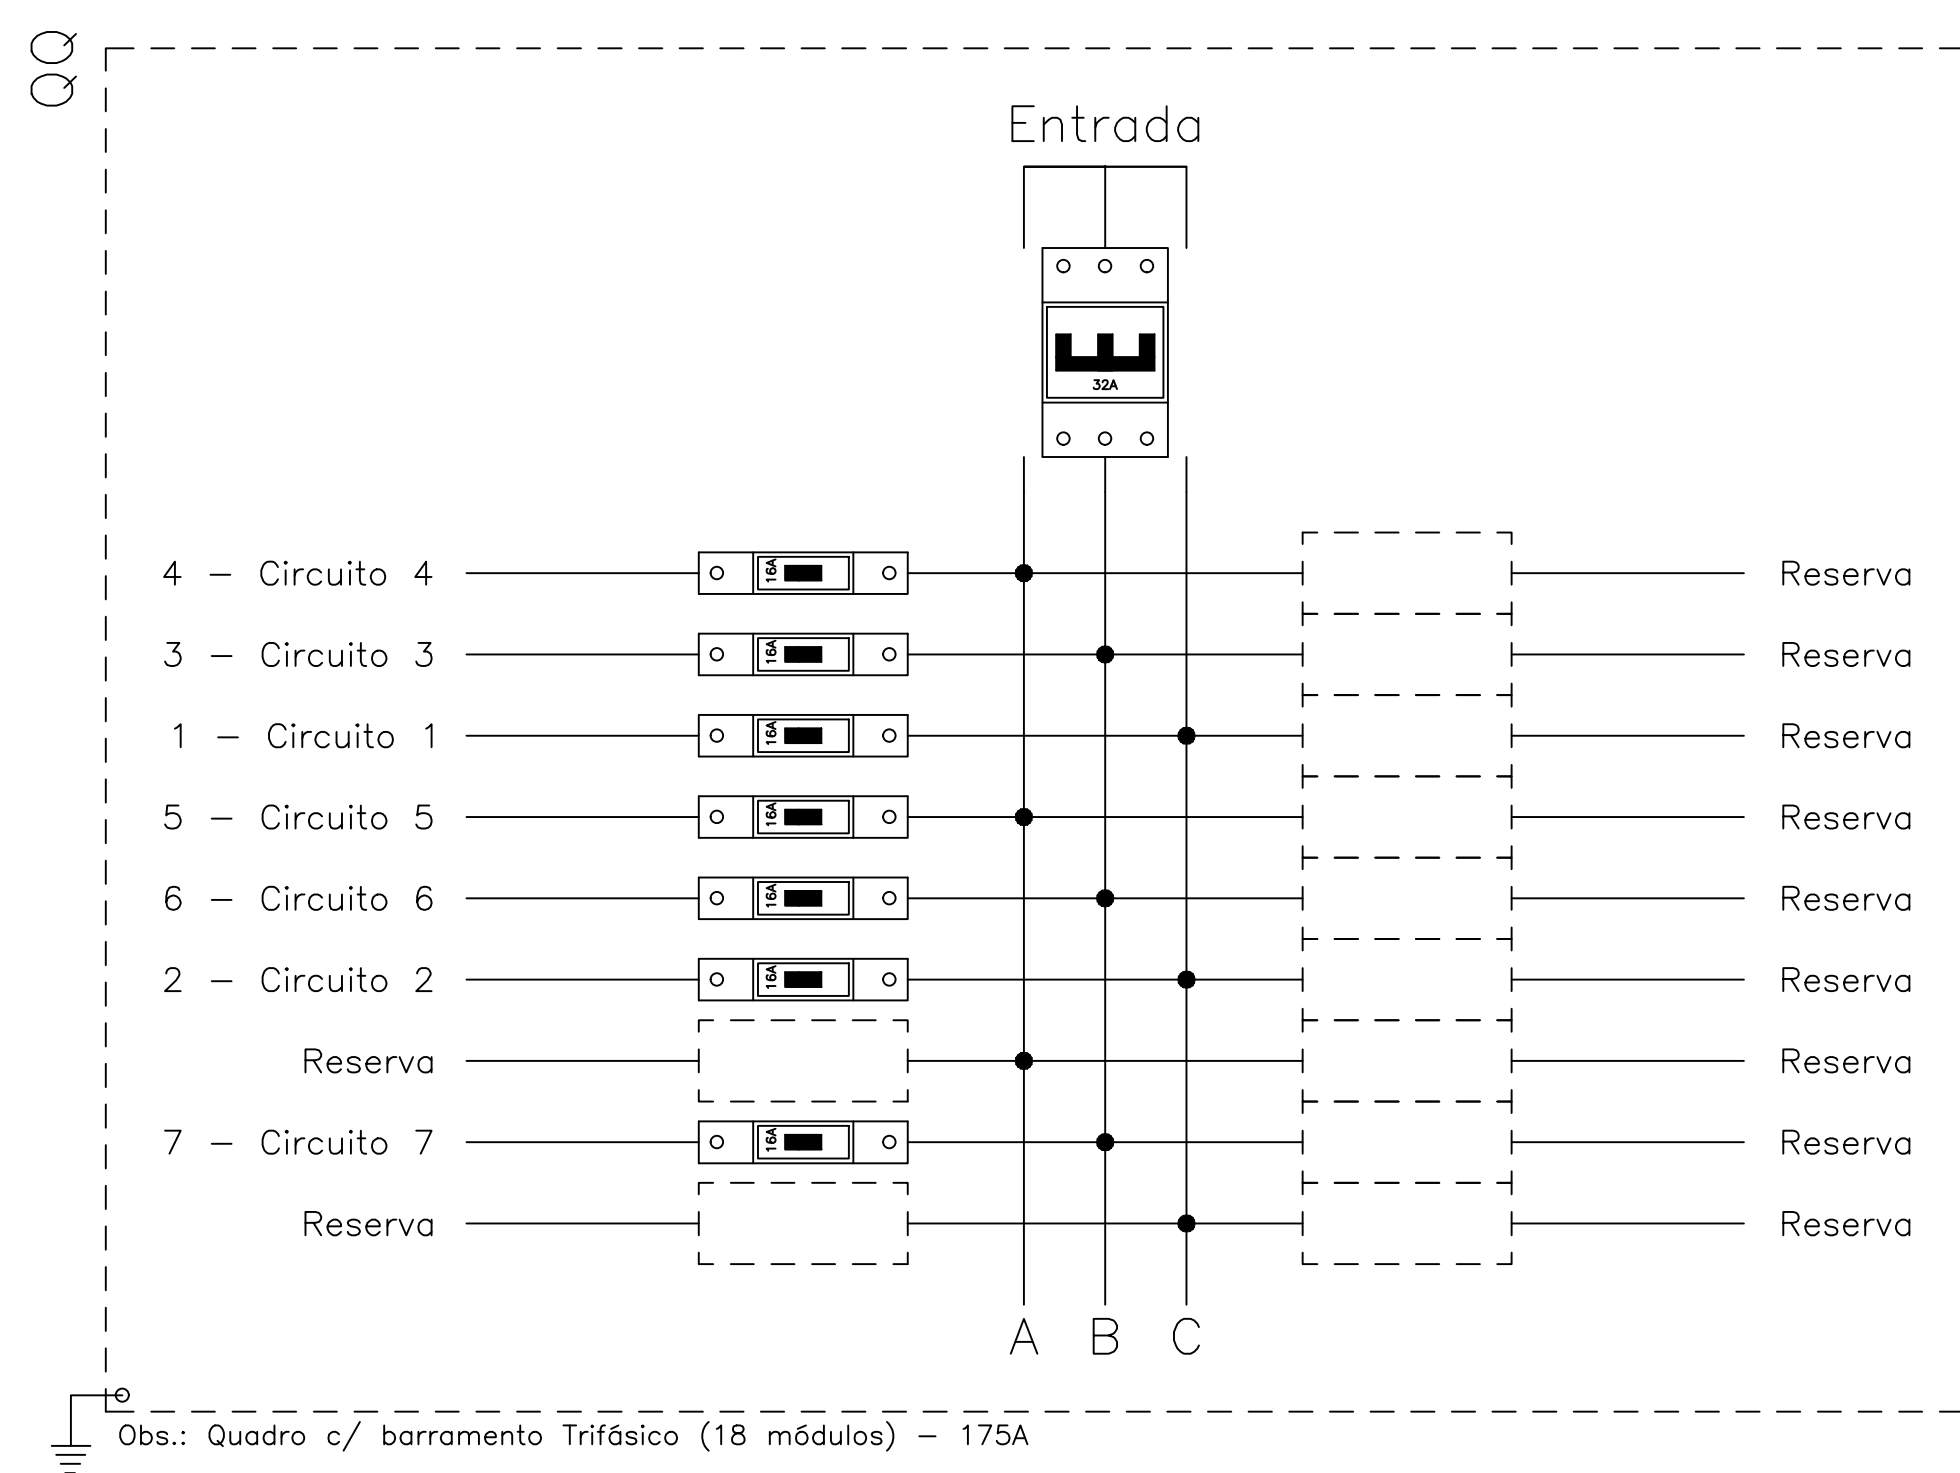 QQ
Entrada
32A
4 - Circuito 4 16A Reserva
3 - Circuito 3 16A Reserva
1 - Circuito 1 16A Reserva
5 - Circuito 5 16A Reserva
6 - Circuito 6 16A Reserva
2 - Circuito 2 16A Reserva
Reserva Reserva
7 - Circuito 7 16A Reserva
Reserva Reserva
A B C
Obs.: Quadro c/ barramento Trifásico (18 módulos) - 175A